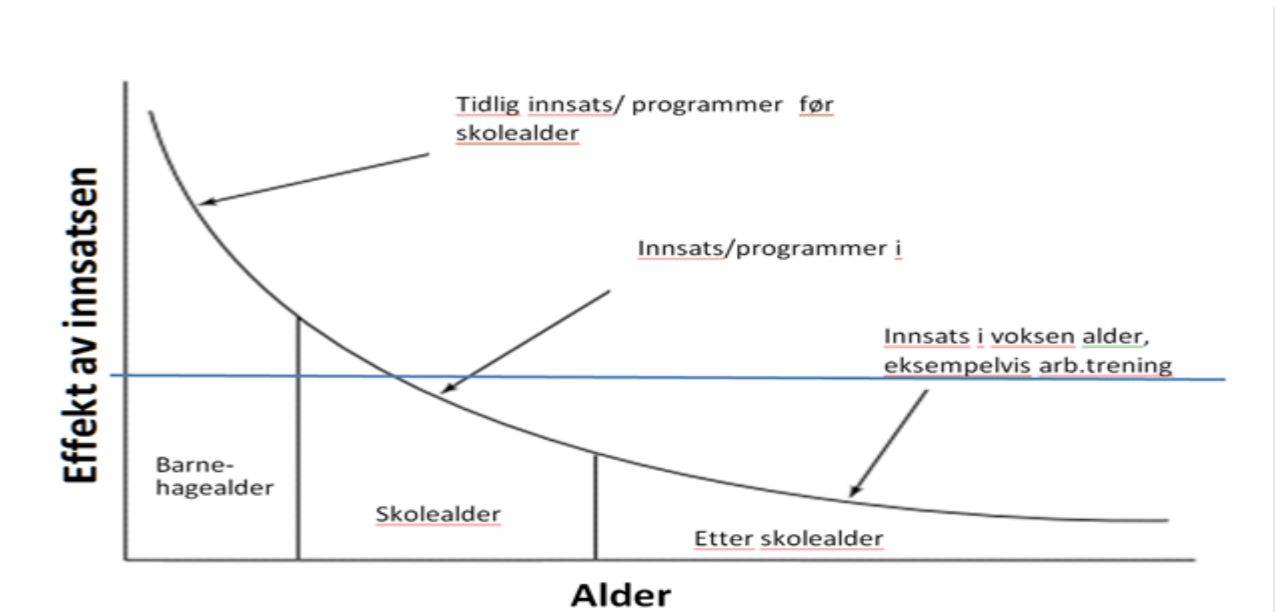 Tidlig innsats/ programmer før
skolealder
Innsats/programmer i
Innsats i voksen alder,
eksempelvis arb.trening
Effekt av innsatsen
Barne-
hagealder
Skolealder
Etter skolealder
Alder